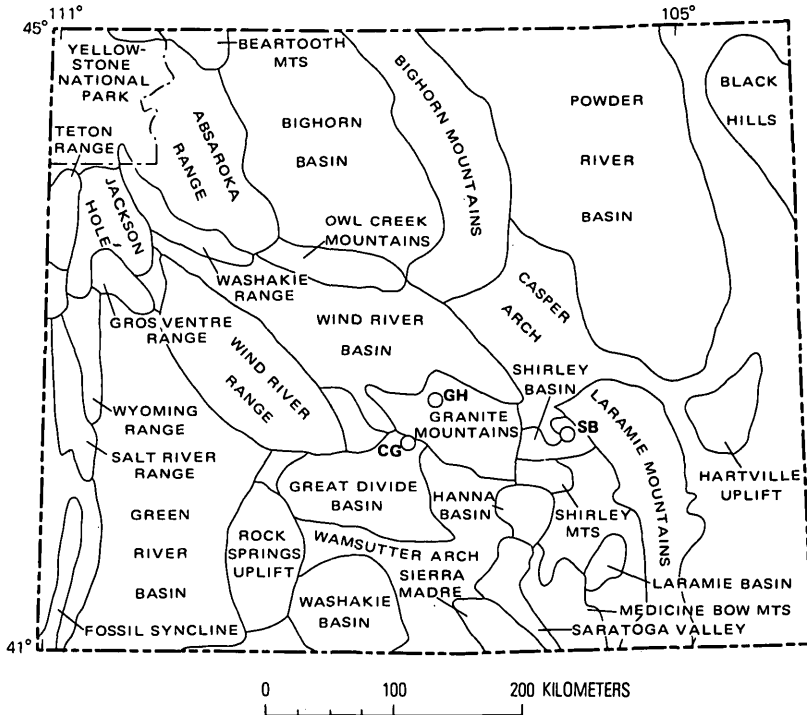 111°
105°
45°
YELLOW-
STONE
NATIONAL
PARK
BEARTOOTH
MTS
BIGHORN MOUNTAINS
POWDER
RIVER
BASIN
BLACK
HILLS
TETON
RANGE
ABSAROKA
RANGE
BIGHORN
BASIN
JACKSON
HOLE
OWL CREEK
MOUNTAINS
WASHAKIE
RANGE
GROS VENTRE
RANGE
WIND RIVER
BASIN
CASPER
ARCH
WIND RIVER
RANGE
SHIRLEY
BASIN
GH
GRANITE
MOUNTAINS
SB
CG
LARAMIE MOUNTAINS
WYOMING
RANGE
SALT RIVER
RANGE
HARTVILLE
UPLIFT
GREAT DIVIDE
BASIN
HANNA
BASIN
SHIRLEY
MTS
GREEN
RIVER
BASIN
ROCK
SPRINGS
UPLIFT
WAMSUTTER ARCH
SIERRA
MADRE
WASHAKIE
BASIN
LARAMIE BASIN
MEDICINE BOW MTS
SARATOGA VALLEY
FOSSIL SYNCLINE
41°
0 100 200 KILOMETERS